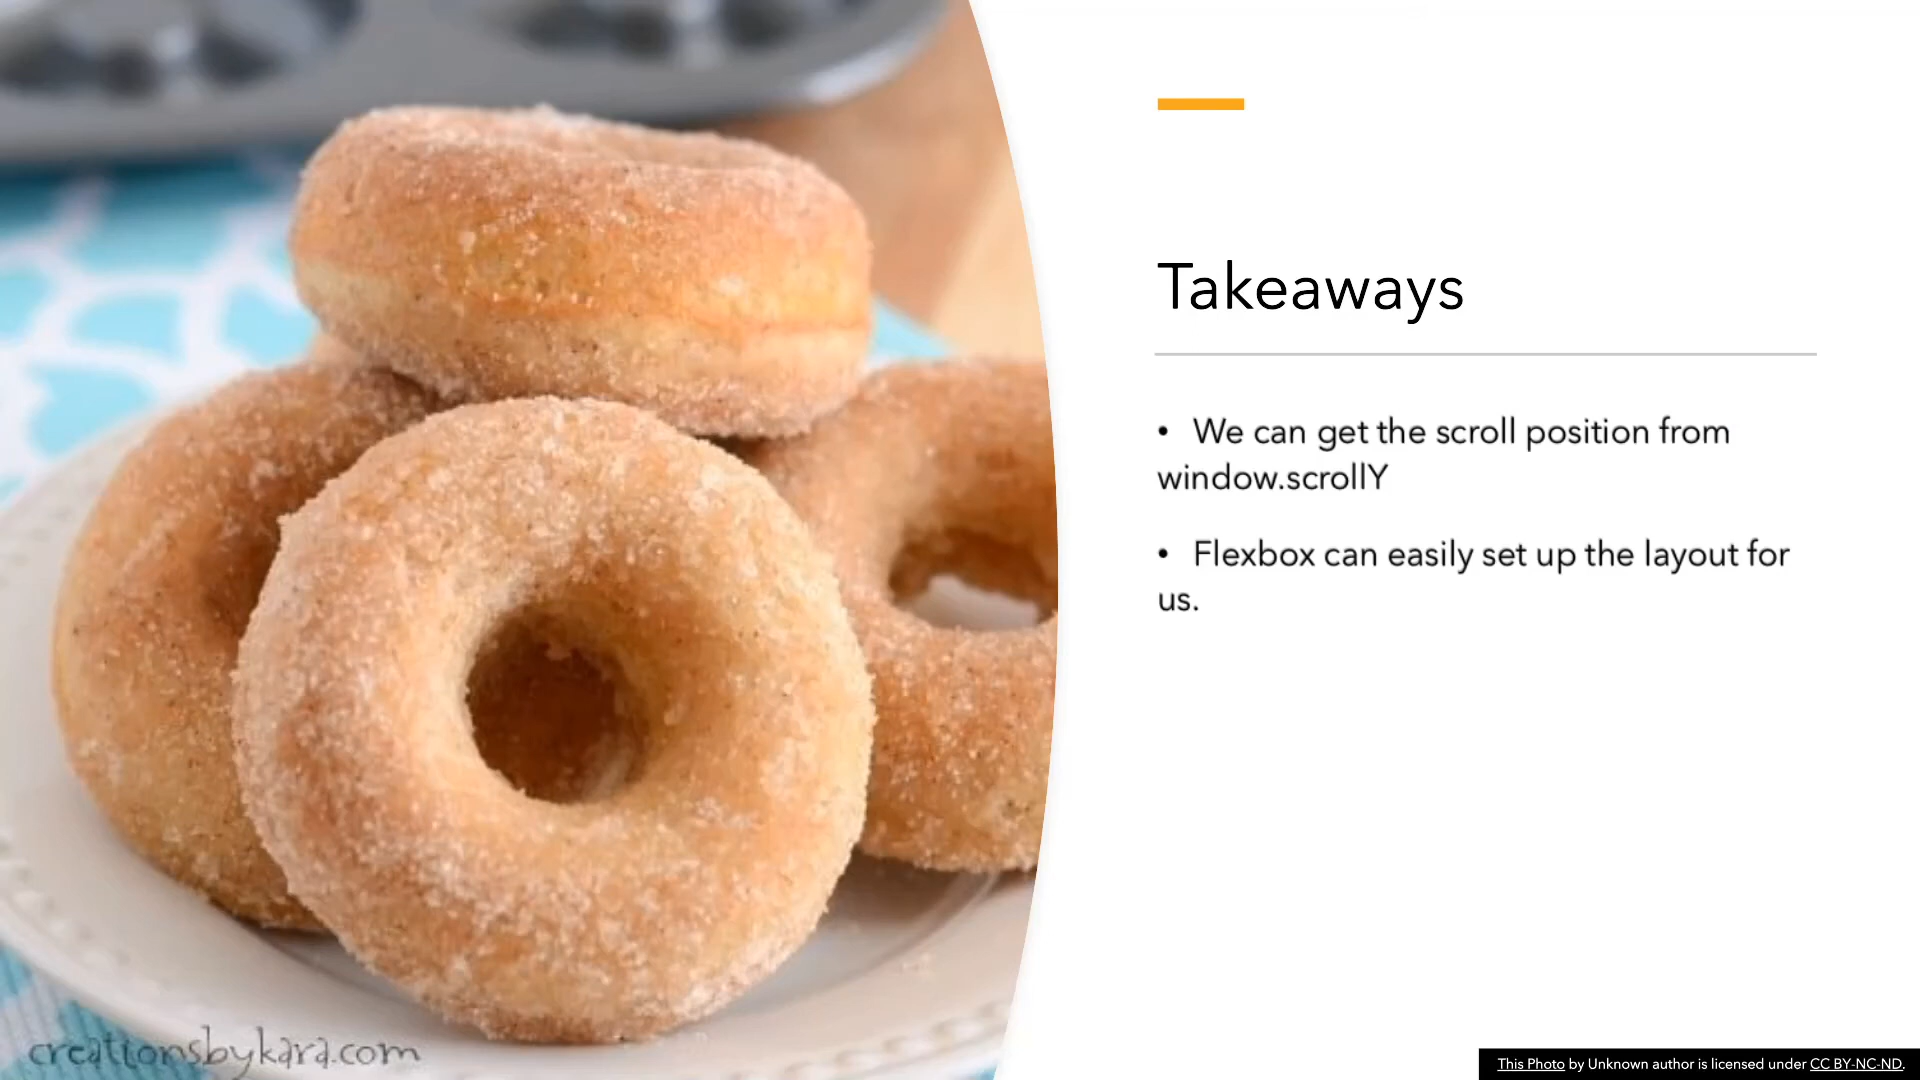 Takeaways
• We can get the scroll position from
window.scrollY
• Flexbox can easily set up the layout for
us.
creationsbykara.com
This Photo by Unknown author is licensed under CC BY-NC-ND.